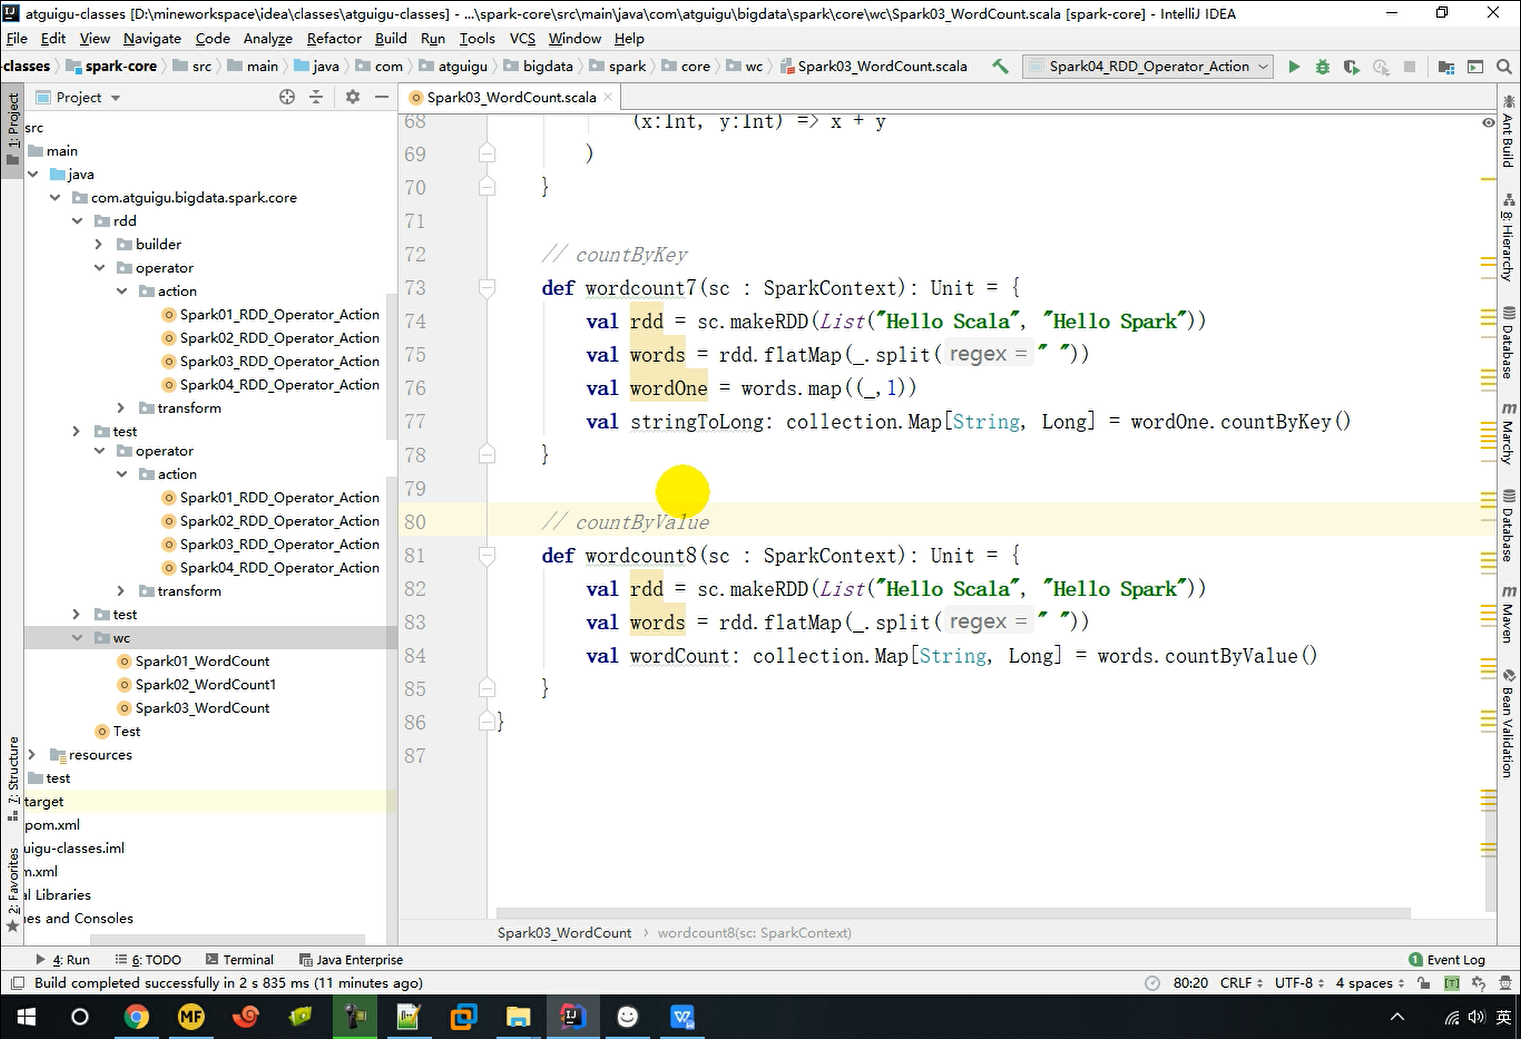 atguigu-classes [D:\mineworkspace\idea\classes\atguigu-classes] - ...\spark-core\src\main\java\com\atguigu\bigdata\spark\core\wc\Spark03_WordCount.scala [spark-core] - IntelliJ IDEA
File Edit View Navigate Code Analyze Refactor Build Run Tools VCS Window Help
-classes spark-core src main java com atguigu bigdata spark core wc Spark03_WordCount.scala Spark04_RDD_Operator_Action
Project
Spark03_WordCount.scala
1: Project
src
main
java
com.atguigu.bigdata.spark.core
rdd
builder
operator
action
Spark01_RDD_Operator_Action
Spark02_RDD_Operator_Action
Spark03_RDD_Operator_Action
Spark04_RDD_Operator_Action
transform
test
operator
action
Spark01_RDD_Operator_Action
Spark02_RDD_Operator_Action
Spark03_RDD_Operator_Action
Spark04_RDD_Operator_Action
transform
test
wc
Spark01_WordCount
Spark02_WordCount1
Spark03_WordCount
Test
resources
test
target
pom.xml
uigu-classes.iml
m.xml
al Libraries
nes and Consoles
7: Structure
2: Favorites
68 (x:Int, y:Int) => x + y
69 )
70 }
71
72 // countByKey
73 def wordcount7(sc : SparkContext): Unit = {
74 val rdd = sc.makeRDD(List("Hello Scala", "Hello Spark"))
75 val words = rdd.flatMap(_.split( regex = " "))
76 val wordOne = words.map((_,1))
77 val stringToLong: collection.Map[String, Long] = wordOne.countByKey()
78 }
79
80 // countByValue
81 def wordcount8(sc : SparkContext): Unit = {
82 val rdd = sc.makeRDD(List("Hello Scala", "Hello Spark"))
83 val words = rdd.flatMap(_.split( regex = " "))
84 val wordCount: collection.Map[String, Long] = words.countByValue()
85 }
86 }
87
Spark03_WordCount › wordcount8(sc: SparkContext)
Ant Build
8: Hierarchy
Database
m Marchy
Database
m Maven
Bean Validation
4: Run 6: TODO Terminal Java Enterprise 1 Event Log
Build completed successfully in 2 s 835 ms (11 minutes ago) 80:20 CRLF UTF-8 4 spaces [T]
MF IJ 英